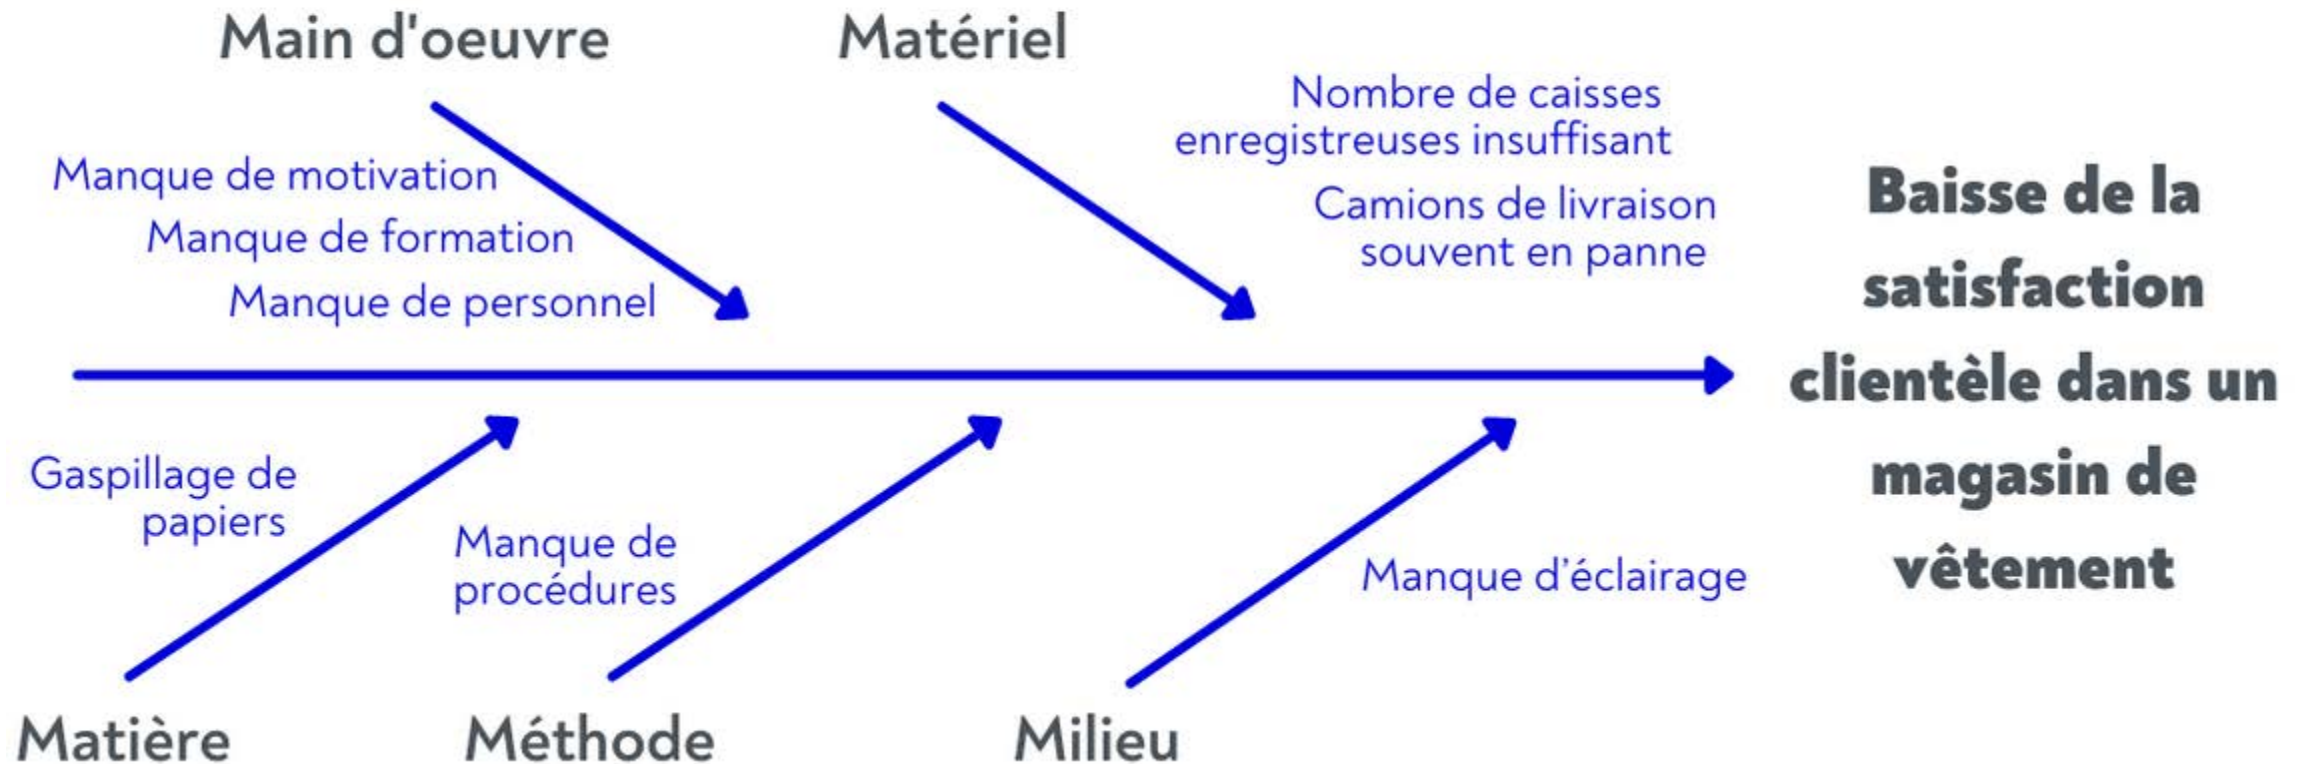 Main d'oeuvre
Matériel
Manque de motivation
Manque de formation
Manque de personnel
Nombre de caisses
enregistreuses insuffisant
Camions de livraison
souvent en panne
Baisse de la
satisfaction
clientèle dans un
magasin de
vêtement
Gaspillage de
papiers
Manque de
procédures
Manque d’éclairage
Matière
Méthode
Milieu